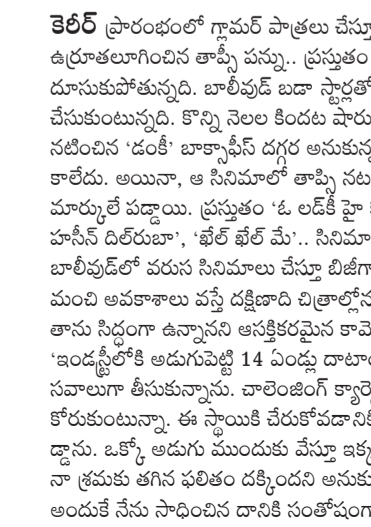 కెరీర్ ప్రారంభంలో గ్లామర్ పాత్రలు చేస్తూ
ఉర్రూతలూగించిన తాప్సీ పన్ను.. ప్రస్తుతం
దూసుకుపోతున్నది. బాలీవుడ్ బడా స్టార్లతో
చేసుకుంటున్నది. కొన్ని నెలల కిందట షారు
నటించిన ‘డంకీ’ బాక్సాఫీస్ దగ్గర అనుకున్న
కాలేదు. అయినా, ఆ సినిమాలో తాప్సీ నట
మార్కులే పడ్డాయి. ప్రస్తుతం ‘ఓ లడ్‌కీ హై
హసీన్ దిల్‌రుబా’, ‘ఖేల్ ఖేల్ మే’.. సినిమా
బాలీవుడ్‌లో వరుస సినిమాలు చేస్తూ బిజీగా
మంచి అవకాశాలు వస్తే దక్షిణాది చిత్రాల్లోన
తాను సిద్ధంగా ఉన్నానని ఆసక్తికరమైన కామె
‘ఇండస్ట్రీలోకి అడుగుపెట్టి 14 ఏండ్లు దాటాం
సవాలుగా తీసుకున్నాను. చాలెంజింగ్ క్యారె
కోరుకుంటున్నా. ఈ స్థాయికి చేరుకోవడానికి
డ్డాను. ఒక్కో అడుగు ముందుకు వేస్తూ ఇక్క
నా శ్రమకు తగిన ఫలితం దక్కిందని అనుకు
అందుకే నేను సాధించిన దానికి సంతోషంగా